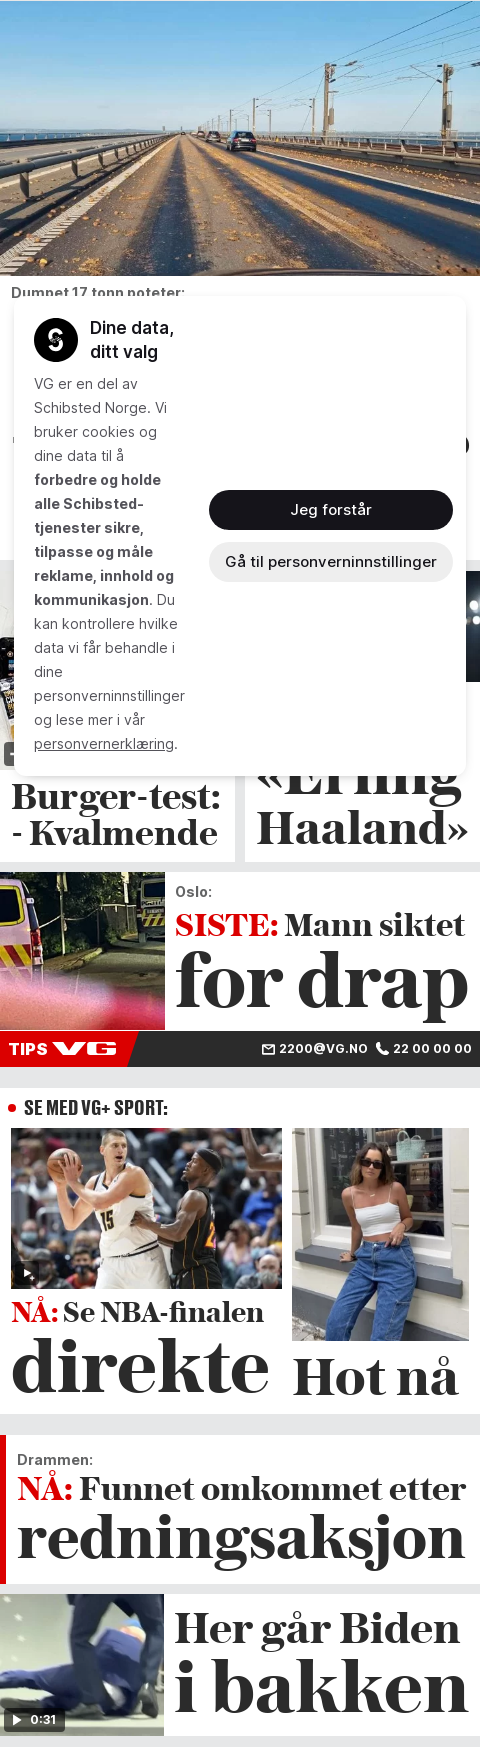 Dumpet 17 tonn poteter:
Dine data,
ditt valg
VG er en del av
Schibsted Norge. Vi
bruker cookies og
dine data til å
forbedre og holde
alle Schibsted-
tjenester sikre,
tilpasse og måle
reklame, innhold og
kommunikasjon. Du
kan kontrollere hvilke
data vi får behandle i
dine
personverninnstillinger
og lese mer i vår
personvernerklæring.
Jeg forstår
Gå til personverninnstillinger
Burger-test:
- Kvalmende
«Erling
Haaland»
Oslo:
SISTE: Mann siktet
for drap
TIPS VG
2200@VG.NO 22 00 00 00
SE MED VG+ SPORT:
15
NÅ: Se NBA-finalen
direkte
Hot nå
Drammen:
NÅ: Funnet omkommet etter
redningsaksjon
Her går Biden
i bakken
0:31